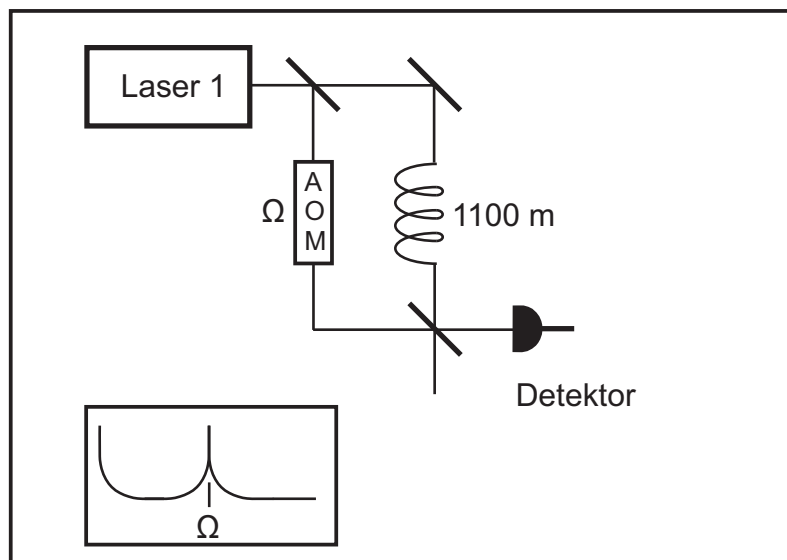 Laser 1
A
O
M
Ω
1100 m
Detektor
Ω